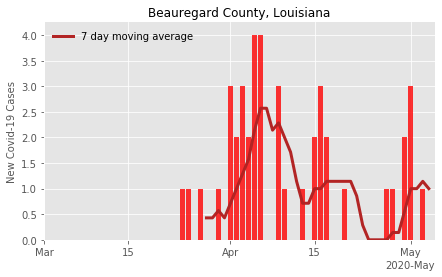 Beauregard County, Louisiana
7 day moving average
New Covid-19 Cases
4.0
3.5
3.0
2.5
2.0
1.5
1.0
0.5
0.0
Mar
15
Apr
15
May
2020-May